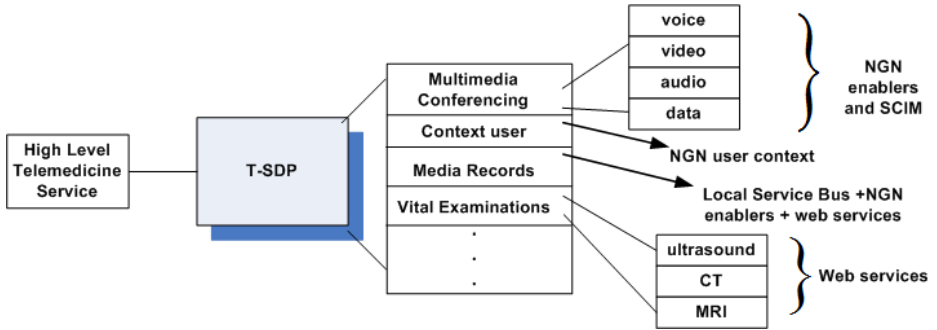 High Level
Telemedicine
Service
T-SDP
Multimedia
Conferencing
Context user
Media Records
Vital Examinations
.
.
.
voice
video
audio
data
NGN
enablers
and SCIM
NGN user context
Local Service Bus +NGN
enablers + web services
ultrasound
CT
MRI
Web services